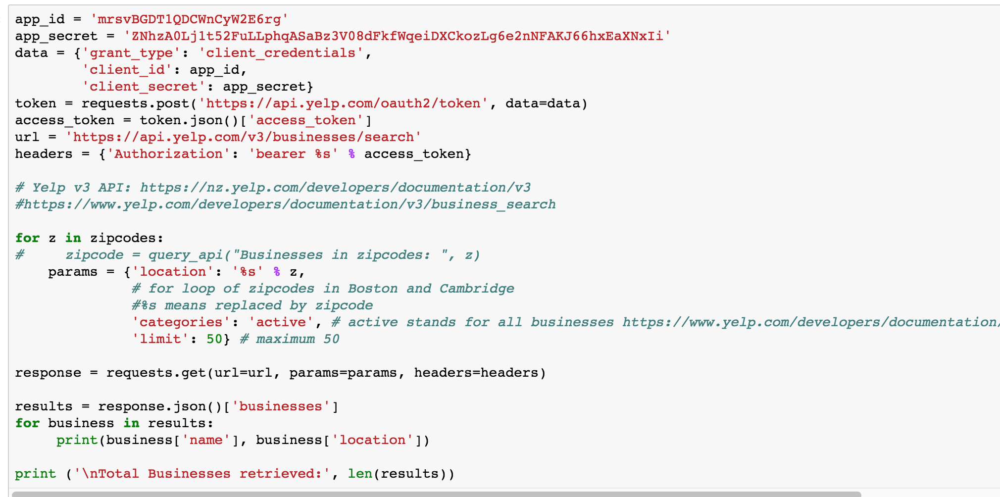 app_id = 'mrsvBGDT1QDCWnCyW2E6rg'
app_secret = 'ZNhzA0Lj1t52FuLLphqASaBz3V08dFkfWqeiDXCkozLg6e2nNFAKJ66hxEaXNxIi'
data = {'grant_type': 'client_credentials',
        'client_id': app_id,
        'client_secret': app_secret}
token = requests.post('https://api.yelp.com/oauth2/token', data=data)
access_token = token.json()['access_token']
url = 'https://api.yelp.com/v3/businesses/search'
headers = {'Authorization': 'bearer %s' % access_token}

# Yelp v3 API: https://nz.yelp.com/developers/documentation/v3
#https://www.yelp.com/developers/documentation/v3/business_search

for z in zipcodes:
#     zipcode = query_api("Businesses in zipcodes: ", z)
    params = {'location': '%s' % z,
              # for loop of zipcodes in Boston and Cambridge
              #%s means replaced by zipcode
              'categories': 'active', # active stands for all businesses https://www.yelp.com/developers/documentation/
              'limit': 50} # maximum 50

response = requests.get(url=url, params=params, headers=headers)

results = response.json()['businesses']
for business in results:
     print(business['name'], business['location'])

print ('\nTotal Businesses retrieved:', len(results))